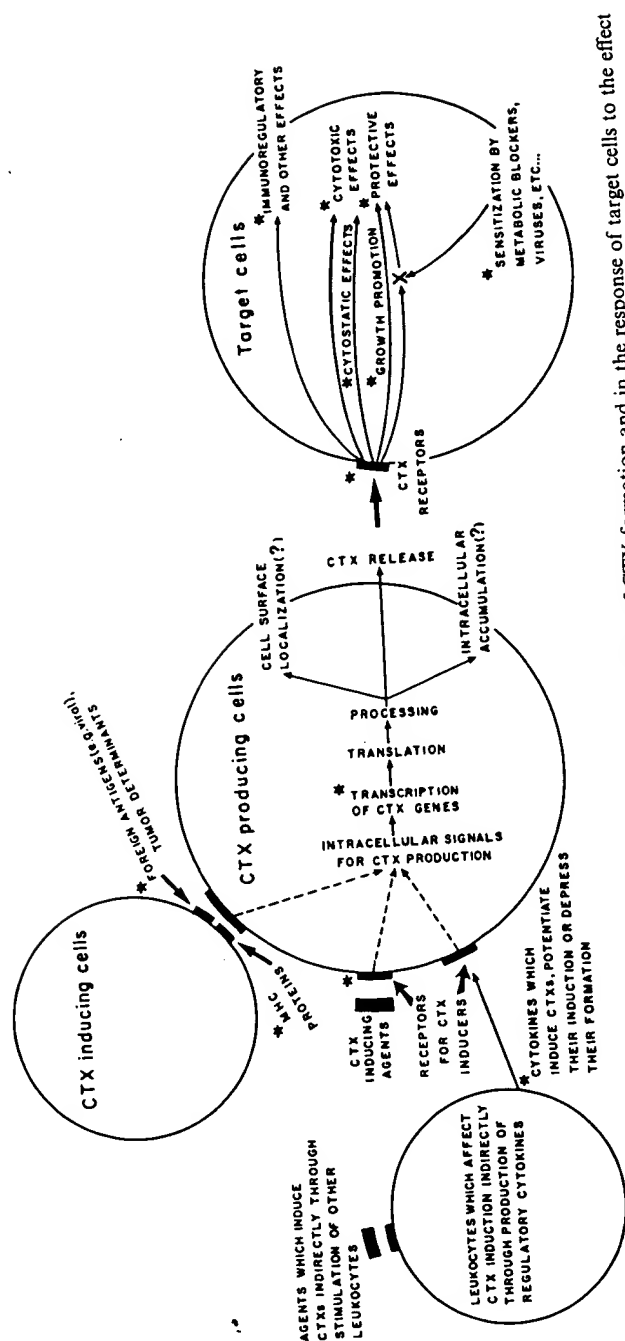 CTX inducing cells
* FOREIGN ANTIGENS(e.g.viral),
TUMOR DETERMINANTS
* MHC
PROTEINS
CTX producing cells
CELL SURFACE
LOCALIZATION(?)
CTX RELEASE
INTRACELLULAR
ACCUMULATION(?)
PROCESSING
TRANSLATION
* TRANSCRIPTION
OF CTX GENES
INTRACELLULAR SIGNALS
FOR CTX PRODUCTION
*
CTX
INDUCING
AGENTS
RECEPTORS
FOR CTX
INDUCERS
AGENTS WHICH INDUCE
CTXs INDIRECTLY THROUGH
STIMULATION OF OTHER
LEUKOCYTES
LEUKOCYTES WHICH AFFECT
CTX INDUCTION INDIRECTLY
THROUGH PRODUCTION OF
REGULATORY CYTOKINES
* CYTOKINES WHICH
INDUCE CTXs, POTENTIATE
THEIR INDUCTION OR DEPRESS
THEIR FORMATION
Target cells
*
CTX
RECEPTORS
* IMMUNOREGULATORY
AND OTHER EFFECTS
* CYTOSTATIC EFFECTS
* CYTOTOXIC
EFFECTS
* GROWTH PROMOTION
* PROTECTIVE
EFFECTS
X
* SENSITIZATION BY
METABOLIC BLOCKERS,
VIRUSES, ETC...
CTX formation and in the response of target cells to the effect